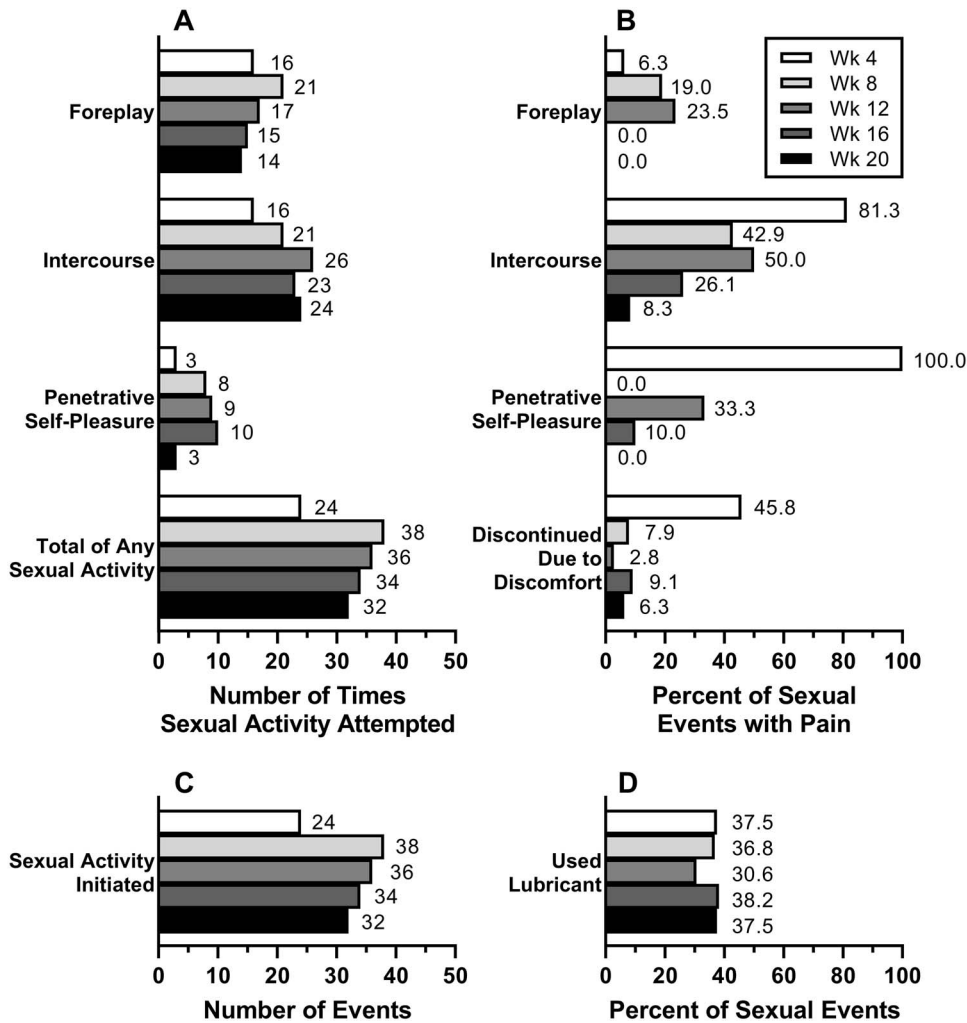 A
Foreplay
16
21
17
15
14
Intercourse
16
21
26
23
24
Penetrative
Self-Pleasure
3
8
9
10
3
Total of Any
Sexual Activity
24
38
36
34
32
0 10 20 30 40 50
Number of Times
Sexual Activity Attempted
B
Wk 4
Wk 8
Wk 12
Wk 16
Wk 20
Foreplay
6.3
19.0
23.5
0.0
0.0
Intercourse
81.3
42.9
50.0
26.1
8.3
Penetrative
Self-Pleasure
100.0
0.0
33.3
10.0
0.0
Discontinued
Due to
Discomfort
45.8
7.9
2.8
9.1
6.3
0 20 40 60 80 100
Percent of Sexual
Events with Pain
C
Sexual Activity
Initiated
24
38
36
34
32
0 10 20 30 40 50
Number of Events
D
Used
Lubricant
37.5
36.8
30.6
38.2
37.5
0 20 40 60 80 100
Percent of Sexual Events